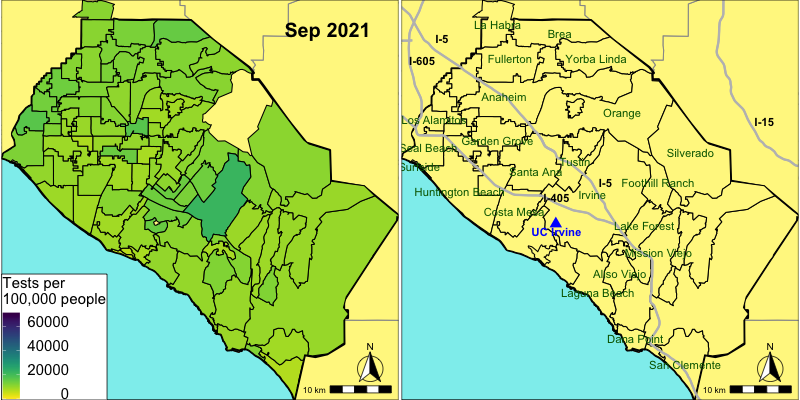 Sep 2021
Tests per
100,000 people
60000
40000
20000
0
N
10 km
La Habra
Brea
I-5
I-605
Fullerton
Yorba Linda
Anaheim
Orange
I-15
Los Alamitos
Garden Grove
Seal Beach
Silverado
Sunside
Tustin
Santa Ana
I-5
Foothill Ranch
Huntington Beach
I-405
Irvine
Costa Mesa
UC Irvine
Lake Forest
Mission Viejo
Aliso Viejo
Laguna Beach
Dana Point
San Clemente
N
10 km